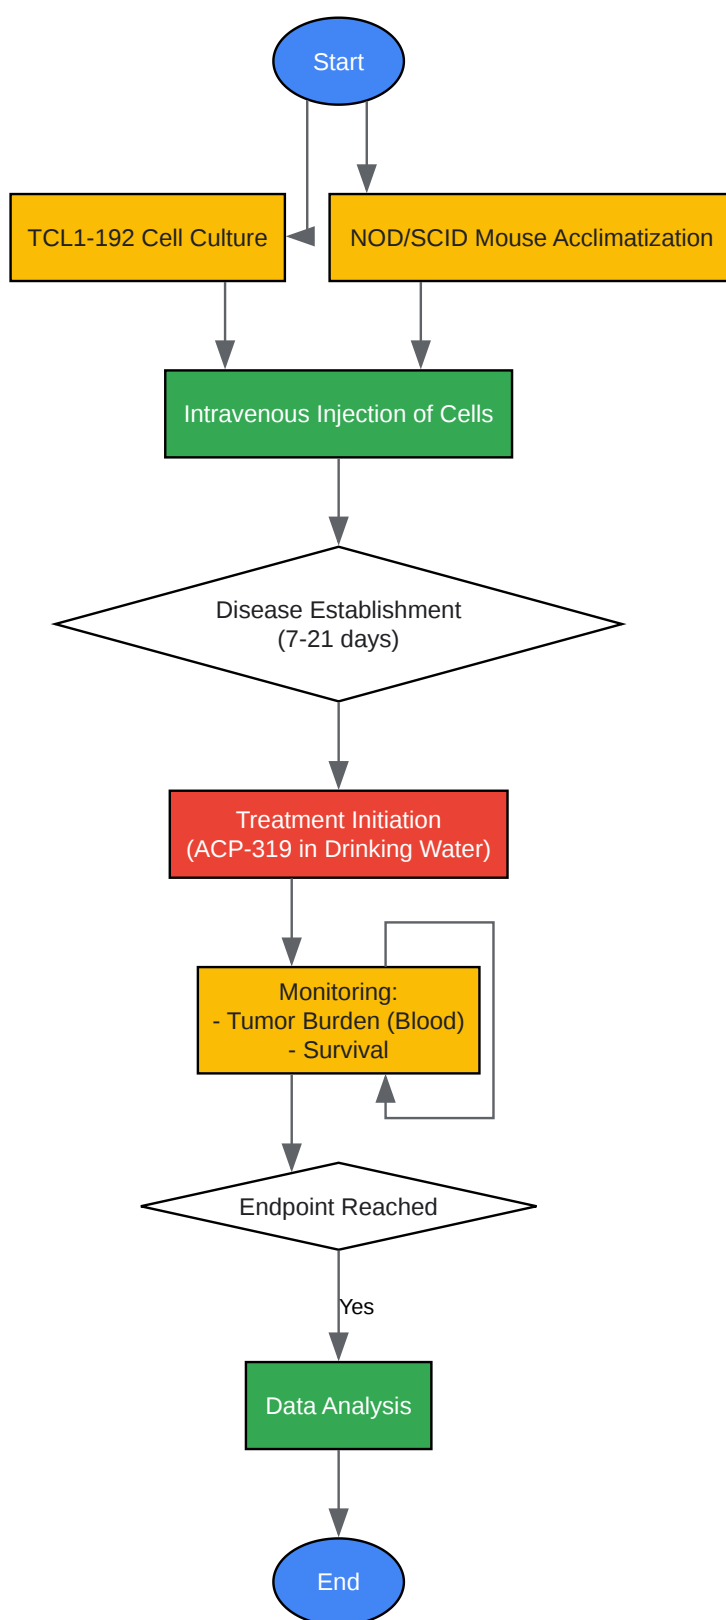 Start
TCL1-192 Cell Culture
NOD/SCID Mouse Acclimatization
Intravenous Injection of Cells
Disease Establishment
(7-21 days)
Treatment Initiation
(ACP-319 in Drinking Water)
Monitoring:
- Tumor Burden (Blood)
- Survival
Endpoint Reached
Yes
Data Analysis
End